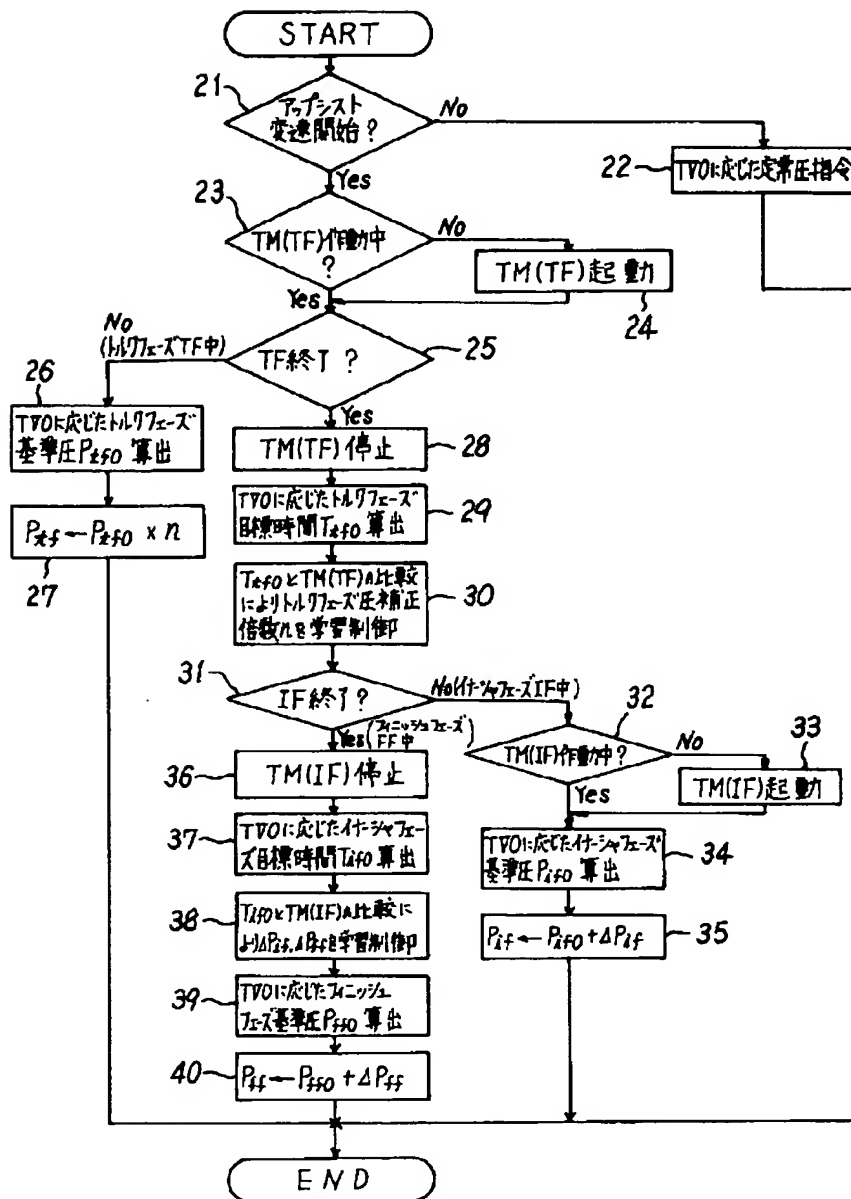 START
21
アップシフト
変速開始?
No
22
TVOに応じた定常圧指令
Yes
23
TM(TF)作動中
?
No
TM(TF)起動
24
Yes
No
(トルクフェーズTF中)
TF終了?
25
26
TVOに応じたトルクフェーズ
基準圧Ptfo 算出
Yes
TM(TF)停止
28
Ptf←Ptfo × n
27
TVOに応じたトルクフェーズ
目標時間Ttfo算出
29
TtfoとTM(TF)の比較
によりトルクフェーズ圧補正
倍数nを学習制御
30
31
IF終了?
No(イナーシャフェーズIF中)
32
Yes(フィニッシュフェーズ
FF中)
TM(IF)作動中?
No
33
36
TM(IF)停止
TM(IF)起動
Yes
37
TVOに応じたイナーシャフェー
ズ目標時間Tifo算出
TVOに応じたイナーシャフェーズ
基準圧Pifo 算出
34
38
TifoとTM(IF)の比較に
よりΔPif,ΔPffを学習制御
Pif←Pifo+ΔPif
35
39
TVOに応じたフィニッシュ
フェーズ基準圧Pffo 算出
40
Pff←Pffo+ΔPff
END